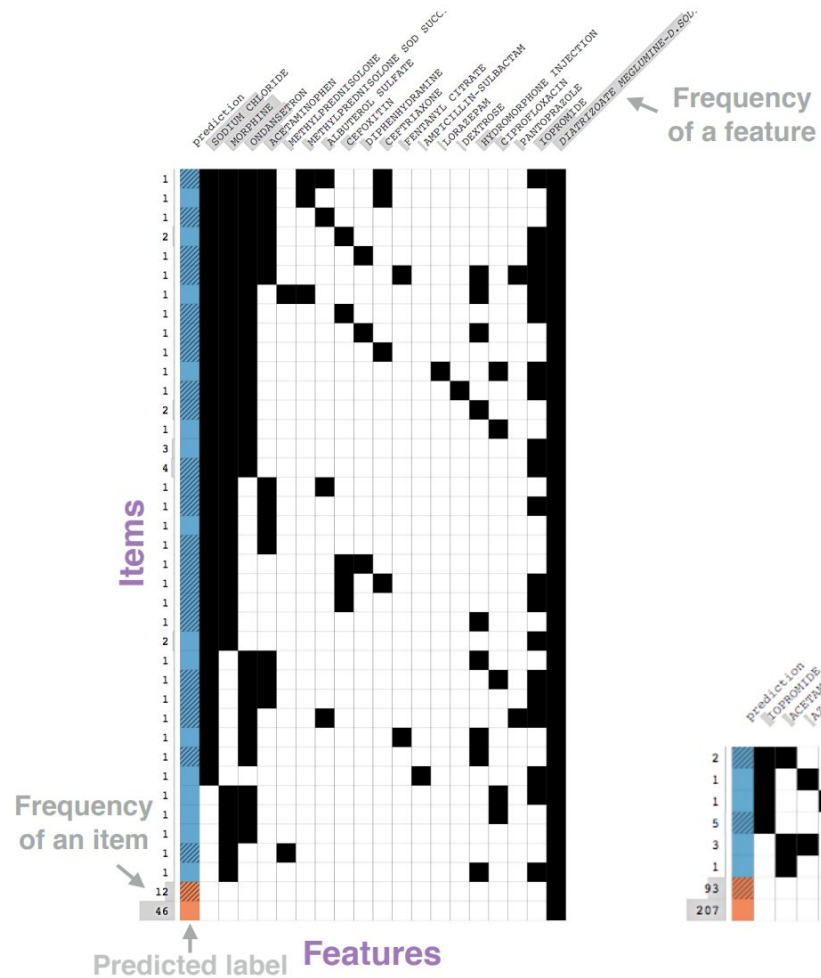 prediction
SODIUM CHLORIDE
MORPHINE
ONDANSETRON
ACETAMINOPHEN
METHYLPREDNISOLONE
METHYLPREDNISOLONE SOD SUCC
ALBUTEROL SULFATE
CEFOXITIN
DIPHENHYDRAMINE
CEFTRIAXONE
FENTANYL CITRATE
AMPICILLIN-SULBACTAM
LORAZEPAM
DEXTROSE
HYDROMORPHONE INJECTION
CIPROFLOXACIN
PANTOPRAZOLE
IOPROMIDE
DIATRIZOATE MEGLUMINE-D.SOD
Frequency
of a feature
1
1
1
2
1
1
1
1
1
1
1
1
2
1
3
4
1
1
1
1
1
1
1
1
2
1
1
1
1
1
1
1
1
1
1
1
1
12
46
Items
Frequency
of an item
Predicted label
Features
prediction
IOPROMIDE
2
1
1
5
3
1
93
207